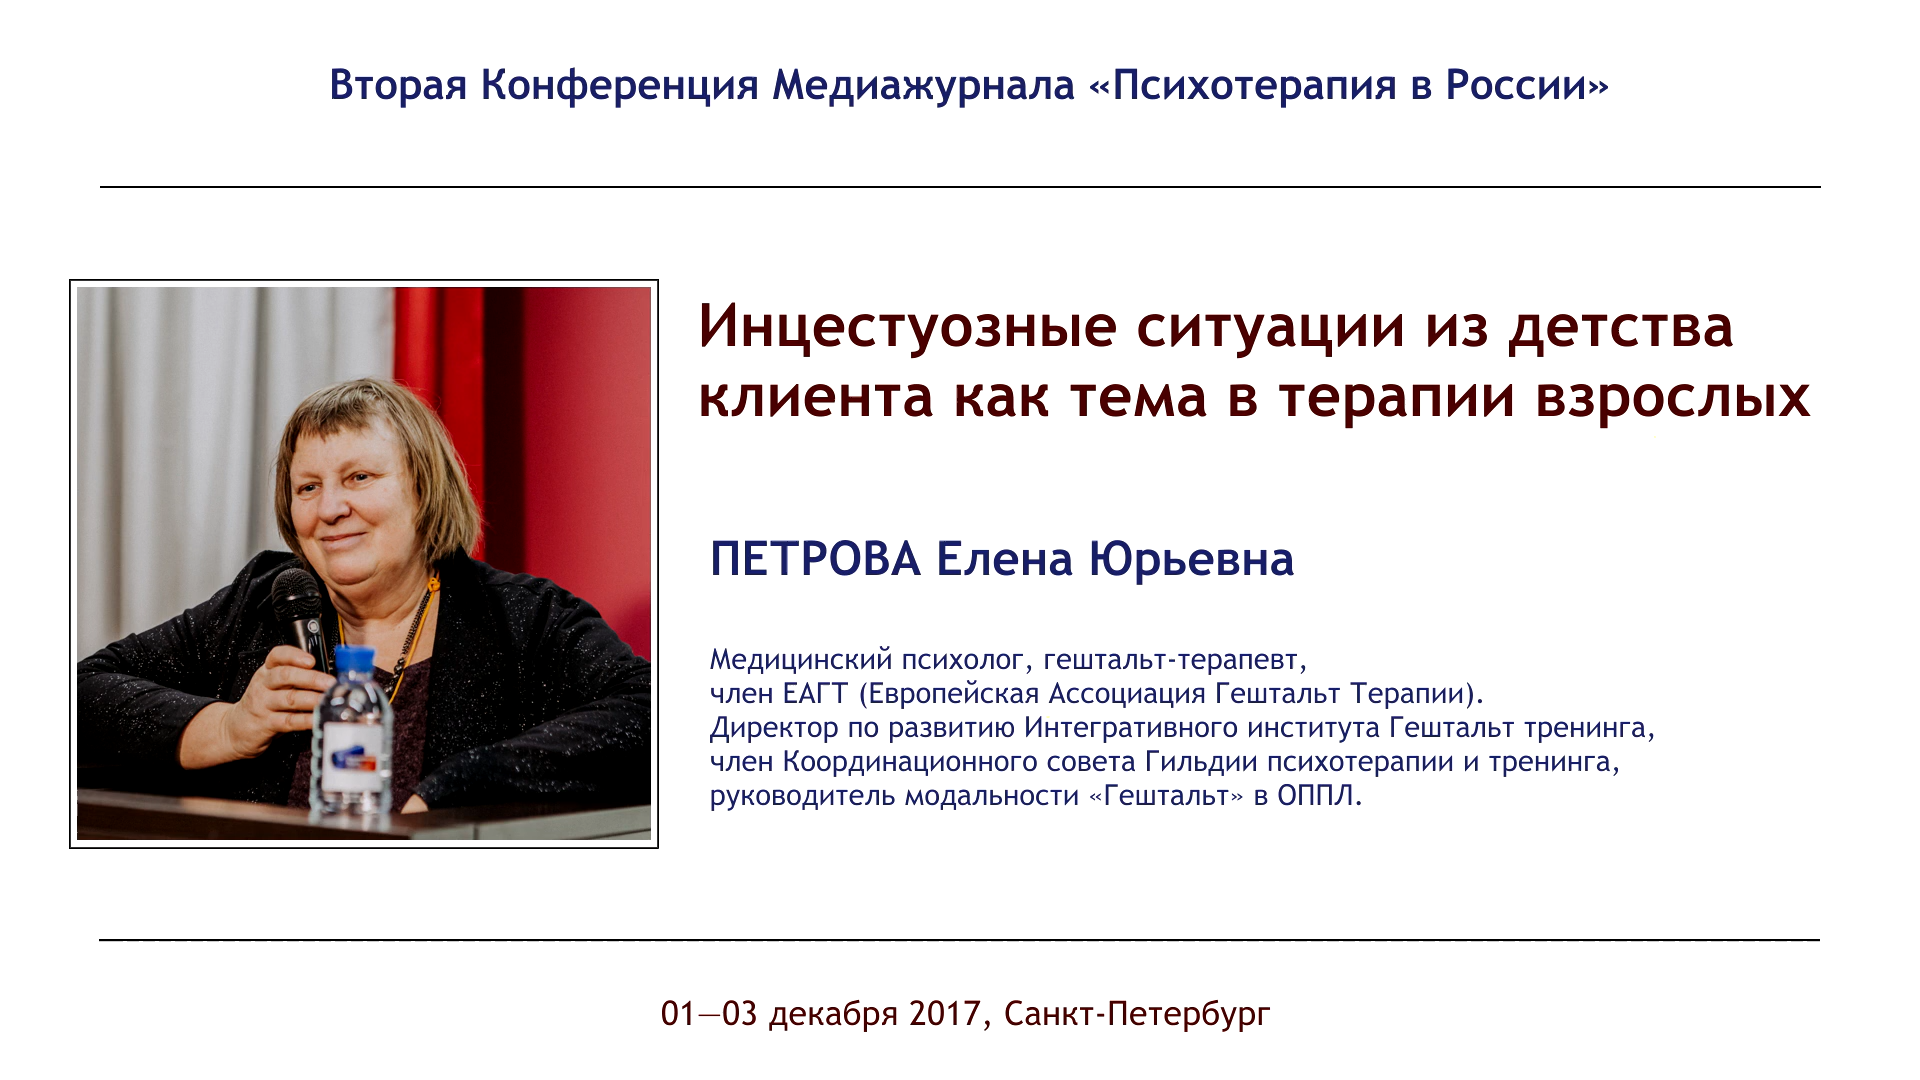 Вторая Конференция Медиажурнала «Психотерапия в России»
Инцестуозные ситуации из детства
клиента как тема в терапии взрослых
ПЕТРОВА Елена Юрьевна
Медицинский психолог, гештальт-терапевт,
член ЕАГТ (Европейская Ассоциация Гештальт Терапии).
Директор по развитию Интегративного института Гештальт тренинга,
член Координационного совета Гильдии психотерапии и тренинга,
руководитель модальности «Гештальт» в ОППЛ.
01—03 декабря 2017, Санкт-Петербург